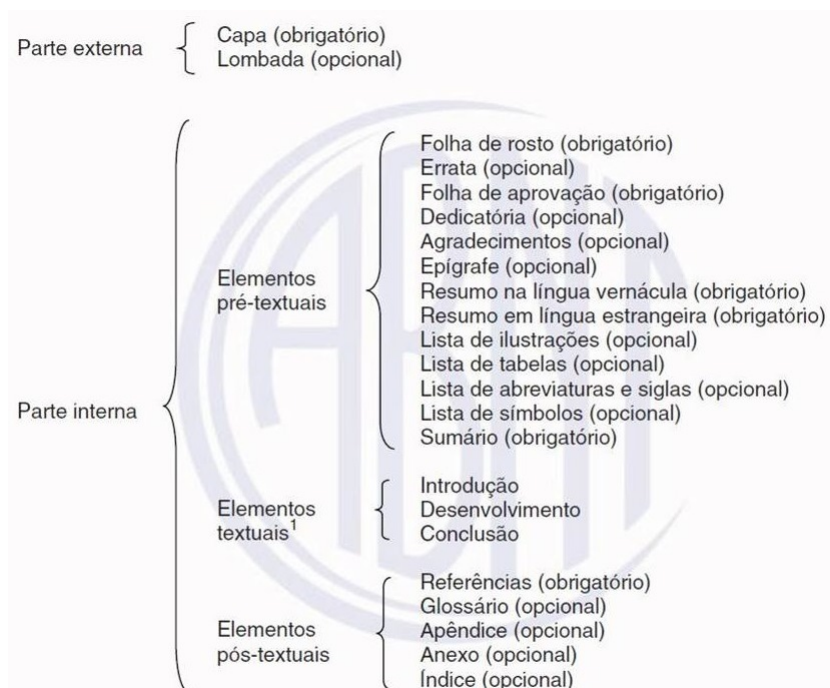 Parte externa
Capa (obrigatório)
Lombada (opcional)
Parte interna
Elementos
pré-textuais
Folha de rosto (obrigatório)
Errata (opcional)
Folha de aprovação (obrigatório)
Dedicatória (opcional)
Agradecimentos (opcional)
Epígrafe (opcional)
Resumo na língua vernácula (obrigatório)
Resumo em língua estrangeira (obrigatório)
Lista de ilustrações (opcional)
Lista de tabelas (opcional)
Lista de abreviaturas e siglas (opcional)
Lista de símbolos (opcional)
Sumário (obrigatório)
Elementos
textuais¹
Introdução
Desenvolvimento
Conclusão
Elementos
pós-textuais
Referências (obrigatório)
Glossário (opcional)
Apêndice (opcional)
Anexo (opcional)
Índice (opcional)
ABNT